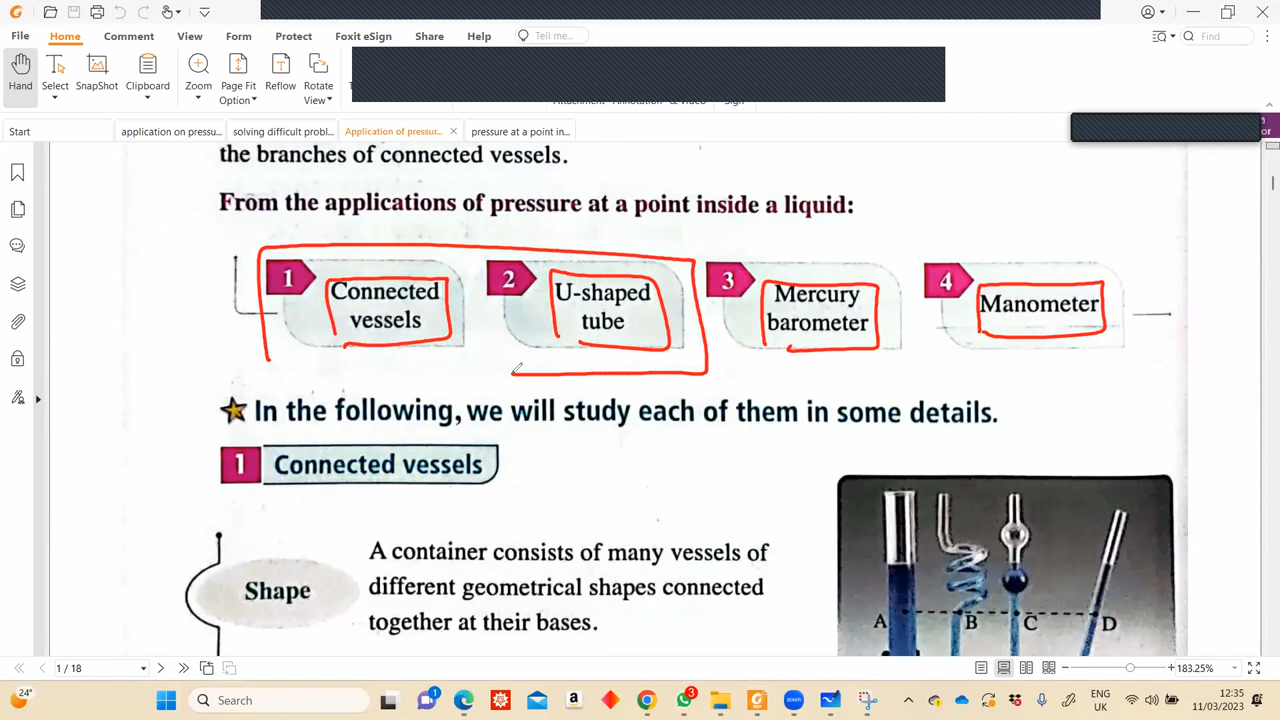 Tell me...
File Home Comment View Form Protect Foxit eSign Share Help
Find
Hand Select SnapShot Clipboard Zoom Page Fit Option Reflow Rotate View
Start application on pressu... solving difficult probl... Application of pressur... pressure at a point in...
the branches of connected vessels.
From the applications of pressure at a point inside a liquid:
1 Connected vessels
2 U-shaped tube
3 Mercury barometer
4 Manometer
In the following, we will study each of them in some details.
1 Connected vessels
Shape
A container consists of many vessels of
different geometrical shapes connected
together at their bases.
A B C D
1 / 18
183.25%
24°
Search
1
a
3
zoom
ENG
UK
12:35
11/03/2023